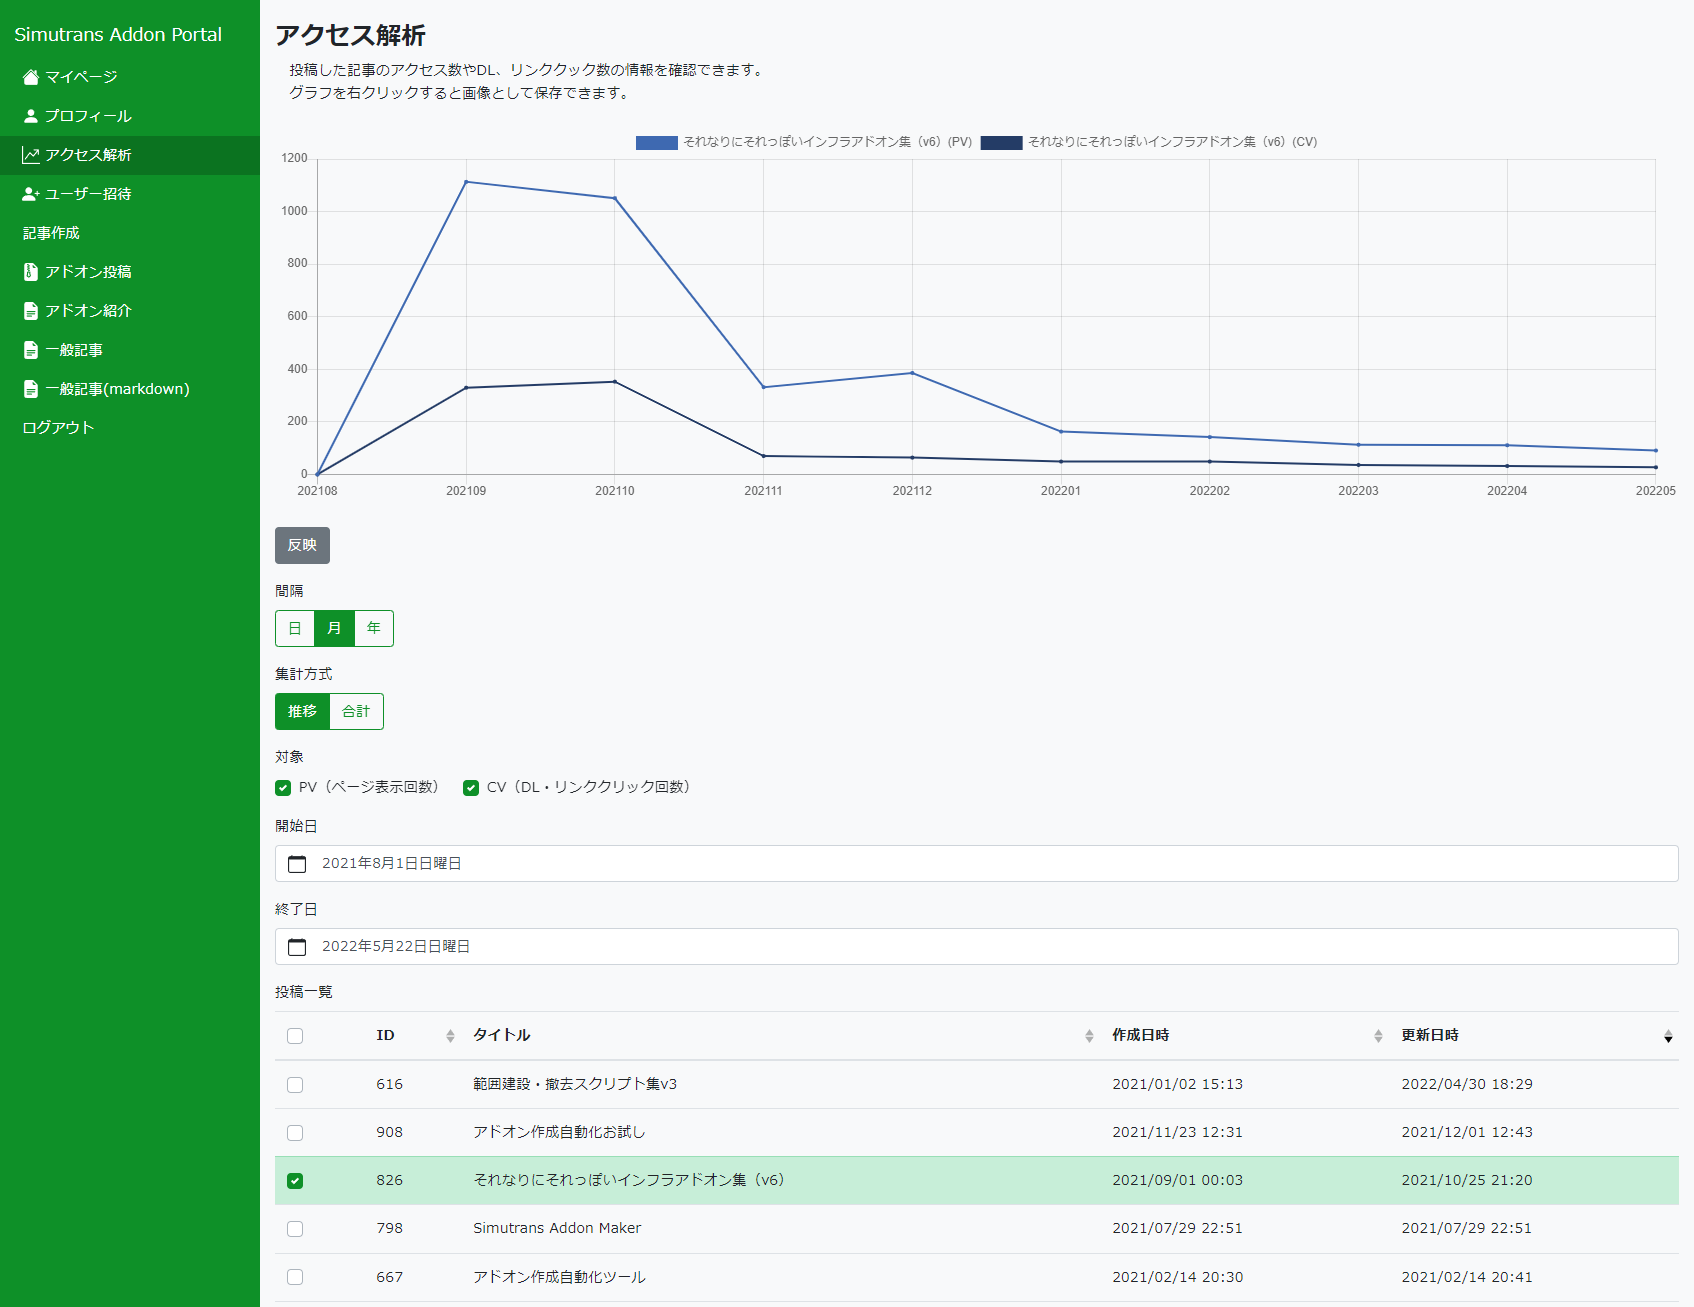 Simutrans Addon Portal
マイページ
プロフィール
アクセス解析
ユーザー招待
記事作成
アドオン投稿
アドオン紹介
一般記事
一般記事(markdown)
ログアウト
アクセス解析
投稿した記事のアクセス数やDL、リンククック数の情報を確認できます。
グラフを右クリックすると画像として保存できます。
それなりにそれっぽいインフラアドオン集（v6）(PV) それなりにそれっぽいインフラアドオン集（v6）(CV)
1200
1000
800
600
400
200
0
202108 202109 202110 202111 202112 202201 202202 202203 202204 202205
反映
間隔
日 月 年
集計方式
推移 合計
対象
PV（ページ表示回数） CV（DL・リンククリック回数）
開始日
2021年8月1日日曜日
終了日
2022年5月22日日曜日
投稿一覧
ID タイトル 作成日時 更新日時
616 範囲建設・撤去スクリプト集v3 2021/01/02 15:13 2022/04/30 18:29
908 アドオン作成自動化お試し 2021/11/23 12:31 2021/12/01 12:43
826 それなりにそれっぽいインフラアドオン集（v6） 2021/09/01 00:03 2021/10/25 21:20
798 Simutrans Addon Maker 2021/07/29 22:51 2021/07/29 22:51
667 アドオン作成自動化ツール 2021/02/14 20:30 2021/02/14 20:41